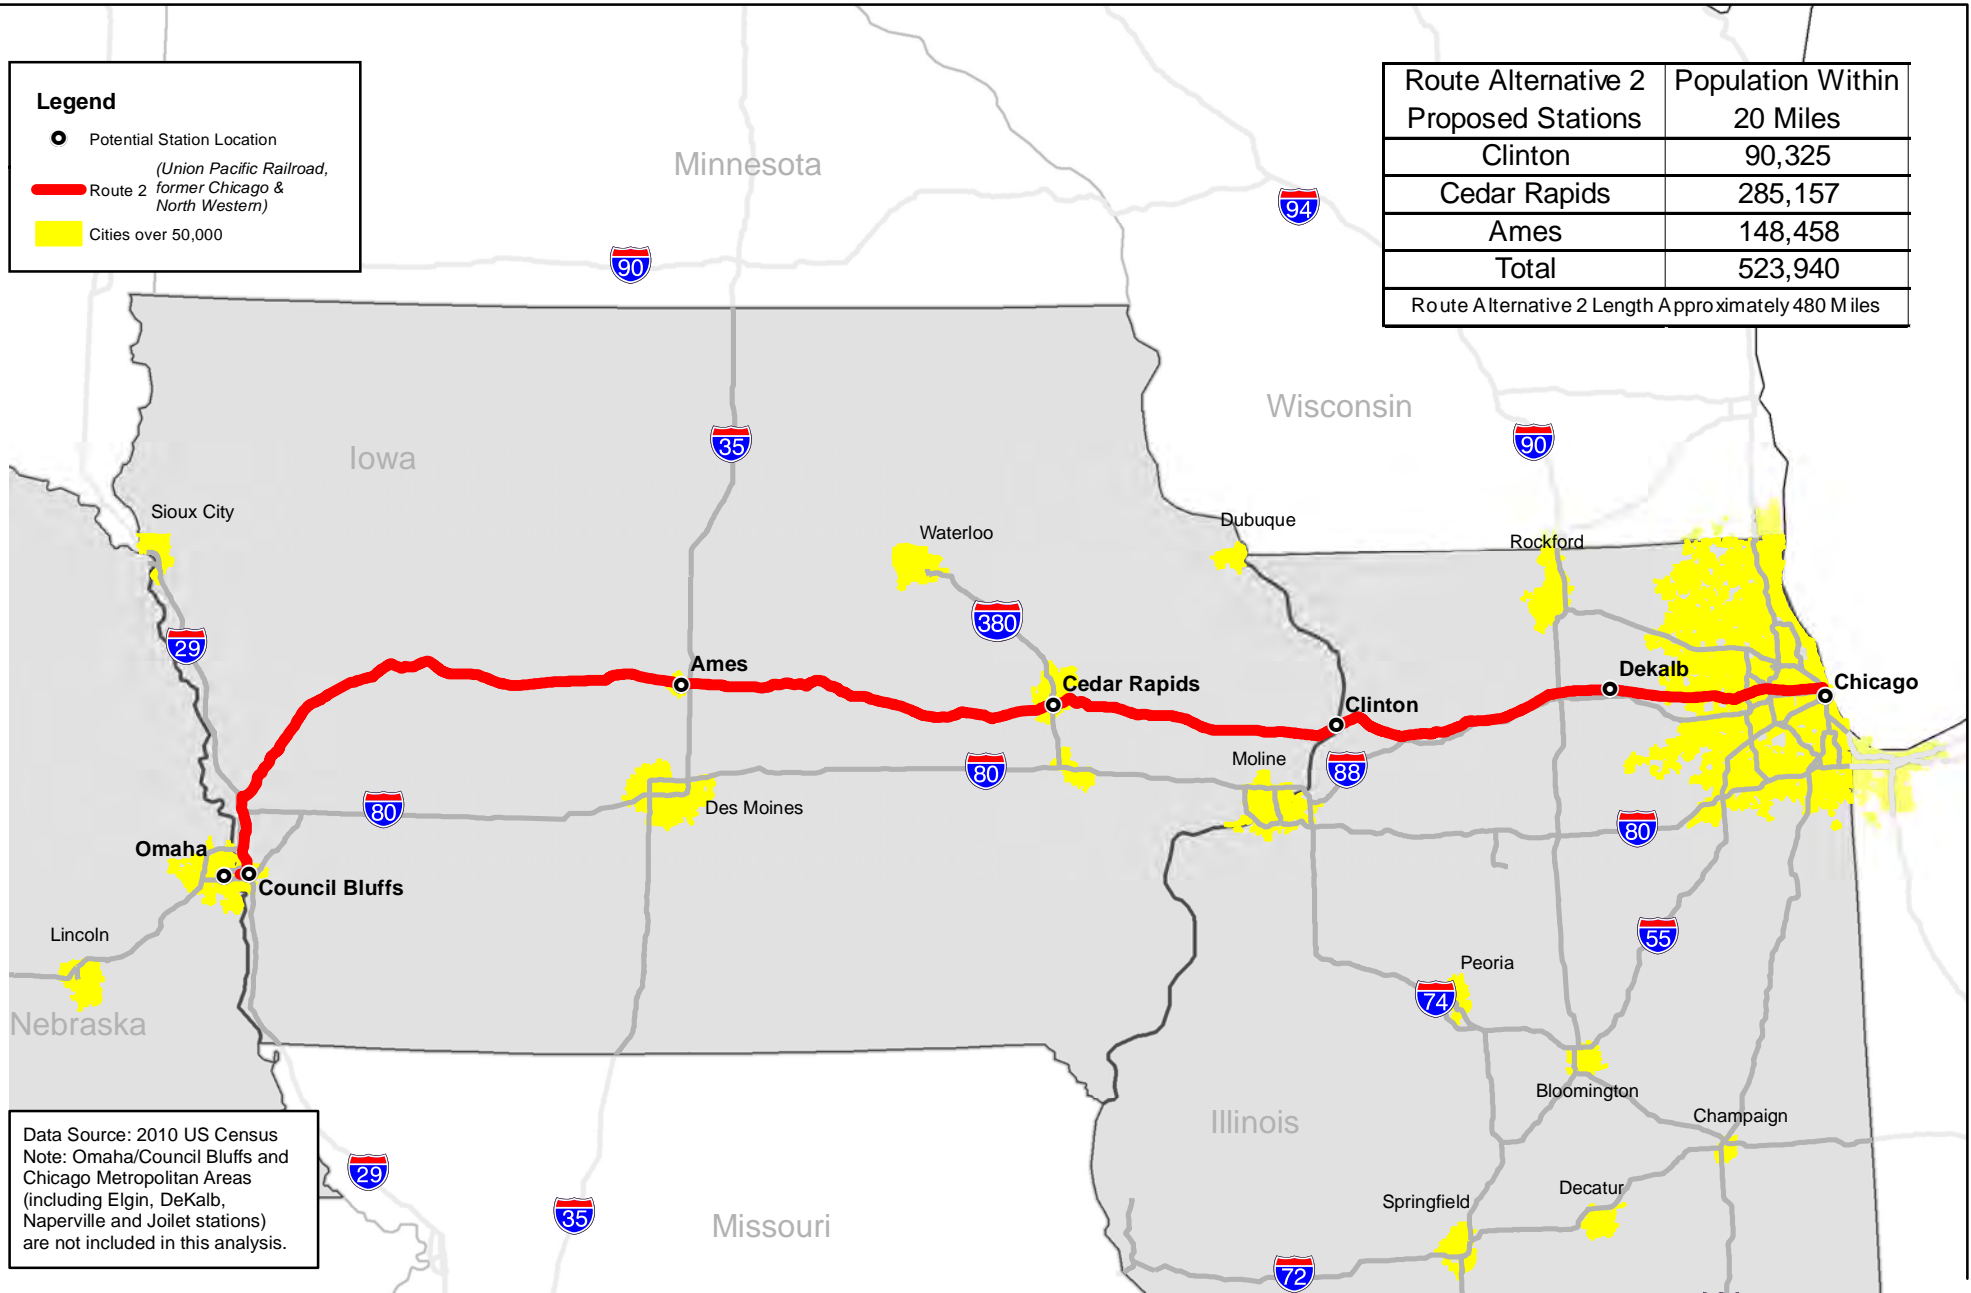 Legend
Potential Station Location
Route 2 (Union Pacific Railroad,
former Chicago &
North Western)
Cities over 50,000
Route Alternative 2 Population Within
Proposed Stations 20 Miles
Clinton 90,325
Cedar Rapids 285,157
Ames 148,458
Total 523,940
Route Alternative 2 Length Approximately 480 Miles
Minnesota
94
90
Wisconsin
90
35
Iowa
Sioux City
Waterloo
Dubuque
Rockford
380
29
Ames
Cedar Rapids
Dekalb
Chicago
Clinton
Moline
80
88
80
Des Moines
80
Omaha
Council Bluffs
Lincoln
55
Peoria
74
Nebraska
Bloomington
Champaign
Illinois
Data Source: 2010 US Census
Note: Omaha/Council Bluffs and
Chicago Metropolitan Areas
(including Elgin, DeKalb,
Naperville and Joilet stations)
are not included in this analysis.
29
35
Missouri
Springfield
Decatur
72